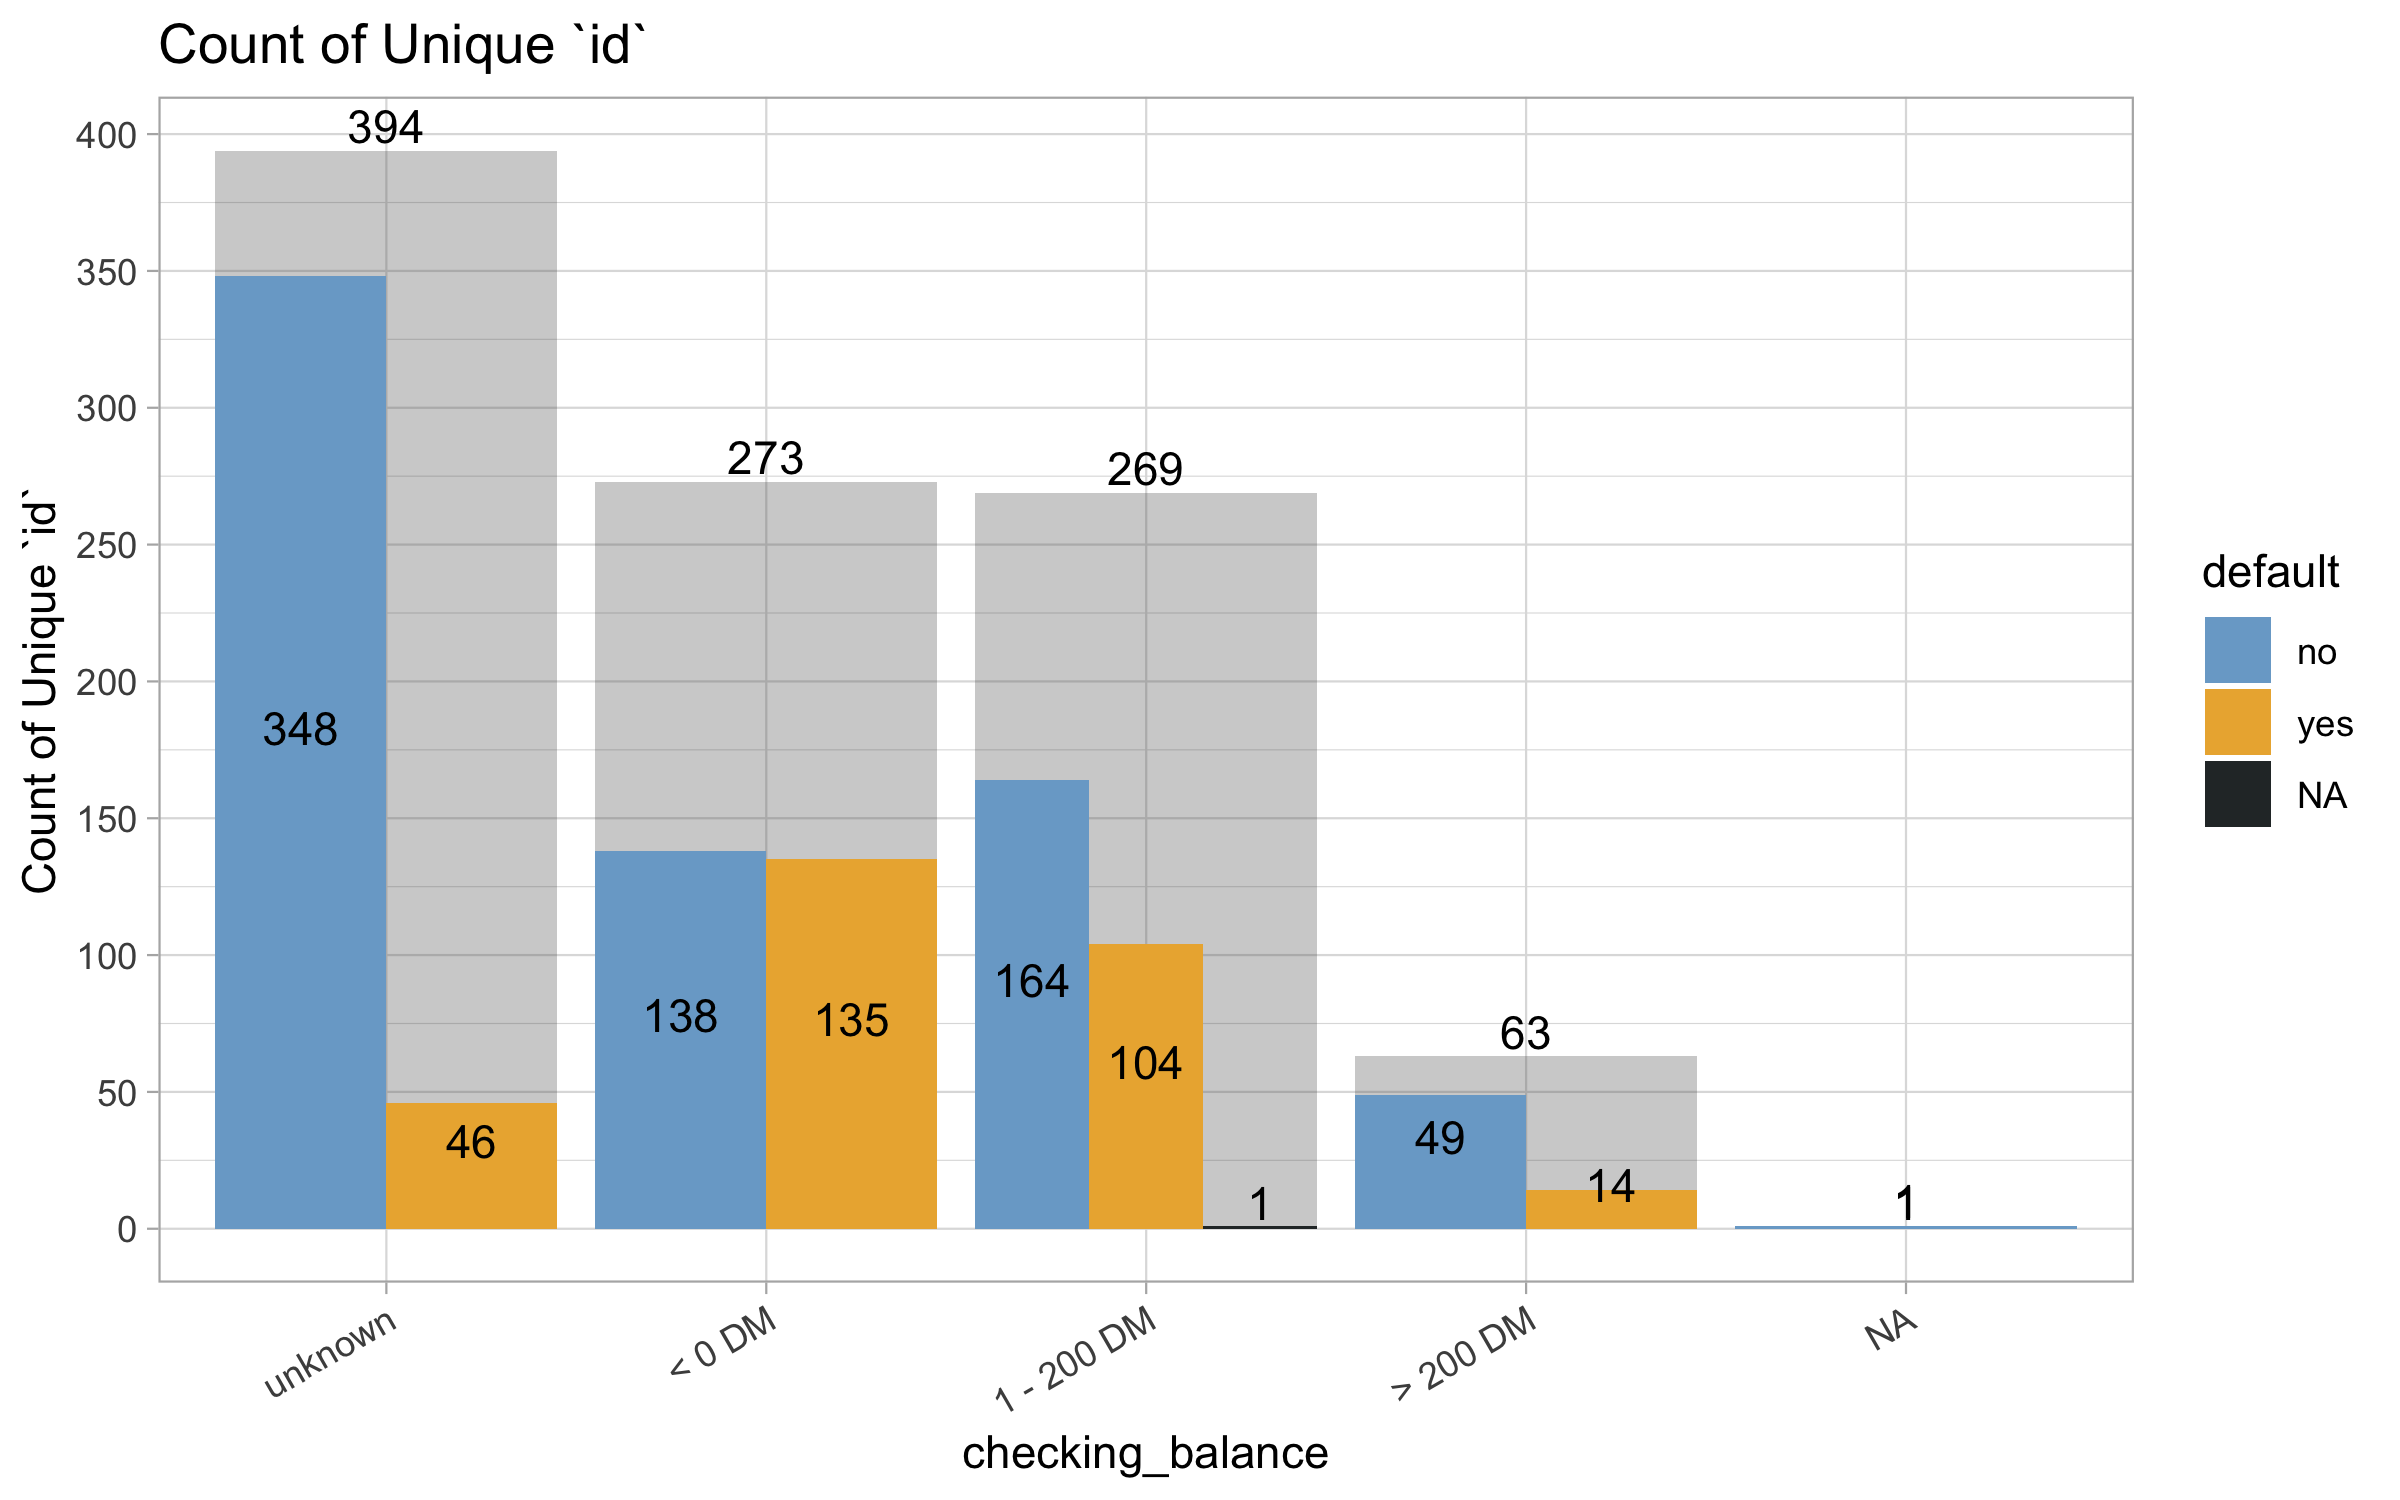 Count of Unique `id`
Count of Unique `id`
400
350
300
250
200
150
100
50
0
394
348
46
273
138
135
269
164
104
1
63
49
14
1
unknown
< 0 DM
1 - 200 DM
> 200 DM
NA
checking_balance
default
no
yes
NA